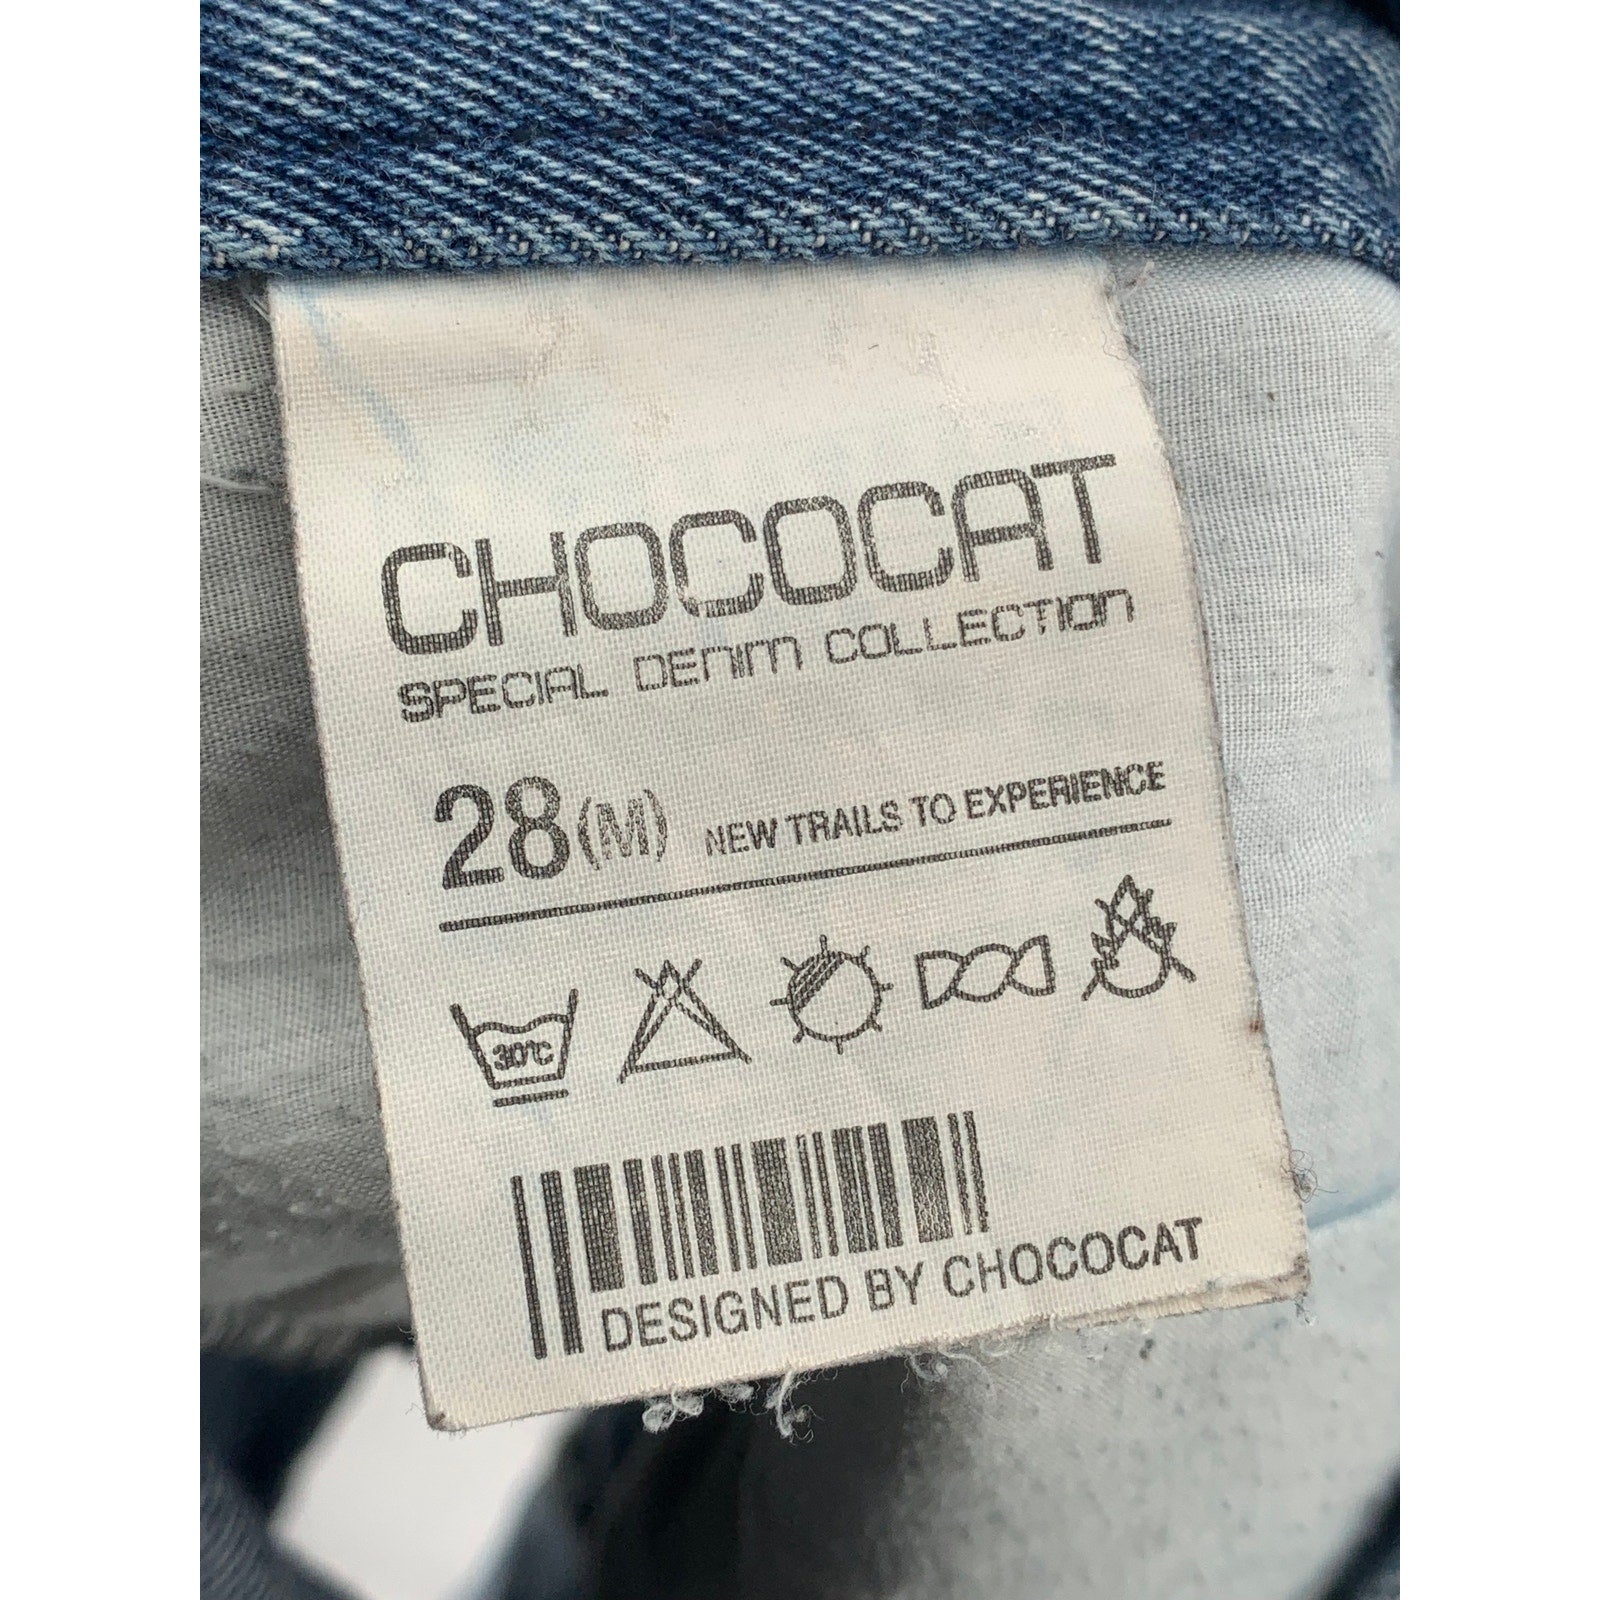 CHOCOCAT
SPECIAL DENIM COLLECTION
28(M) NEW TRAILS TO EXPERIENCE
30℃
DESIGNED BY CHOCOCAT